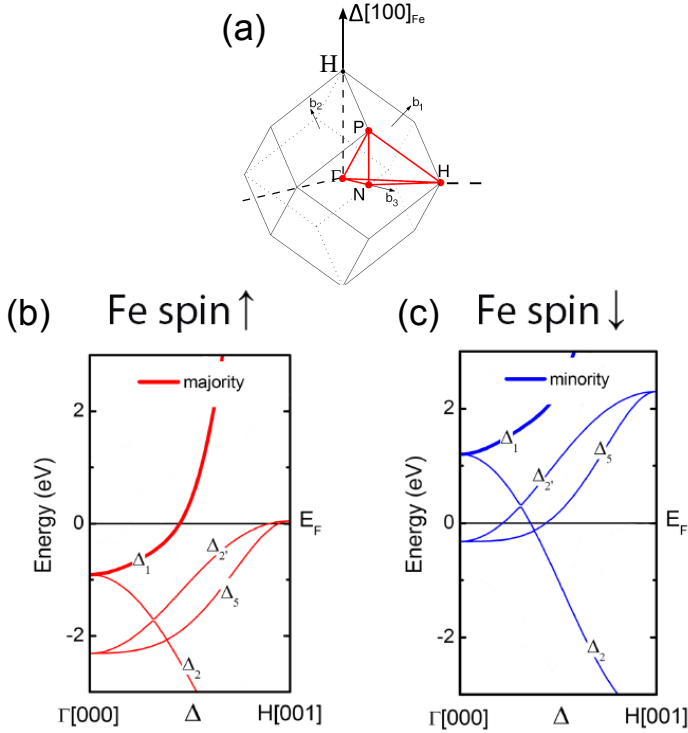 (a)
Δ[100]Fe
H
b2
b1
P
Γ
H
N
b3
(b) Fe spin↑
(c) Fe spin↓
majority
2
0
-2
Energy (eV)
Δ1
Δ2'
Δ5
Δ2
EF
Γ[000] Δ H[001]
minority
2
0
-2
Energy (eV)
Δ1
Δ2'
Δ5
Δ2
EF
Γ[000] Δ H[001]